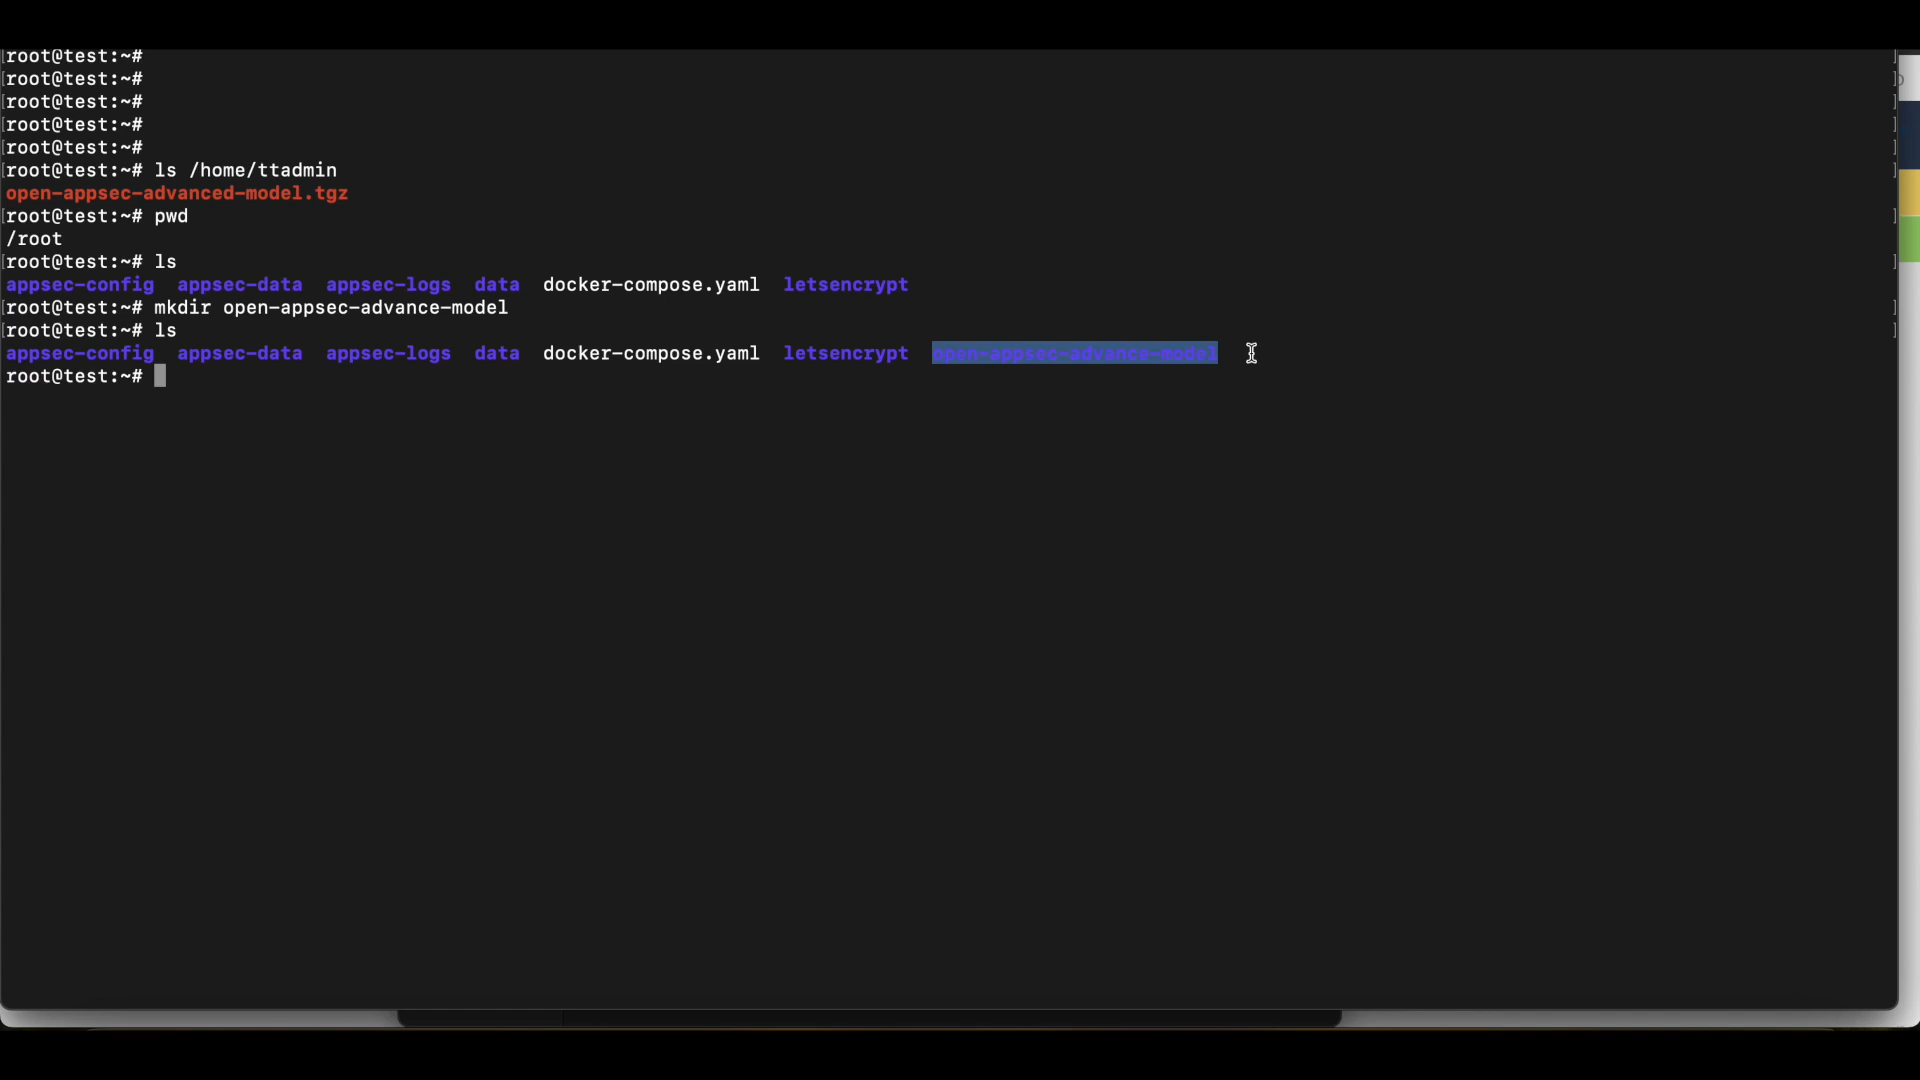 root@test:~#
root@test:~#
root@test:~#
root@test:~#
root@test:~#
root@test:~# ls /home/ttadmin
open-appsec-advanced-model.tgz
root@test:~# pwd
/root
root@test:~# ls
appsec-config  appsec-data  appsec-logs  data  docker-compose.yaml  letsencrypt
root@test:~# mkdir open-appsec-advance-model
root@test:~# ls
appsec-config  appsec-data  appsec-logs  data  docker-compose.yaml  letsencrypt  open-appsec-advance-model
root@test:~#